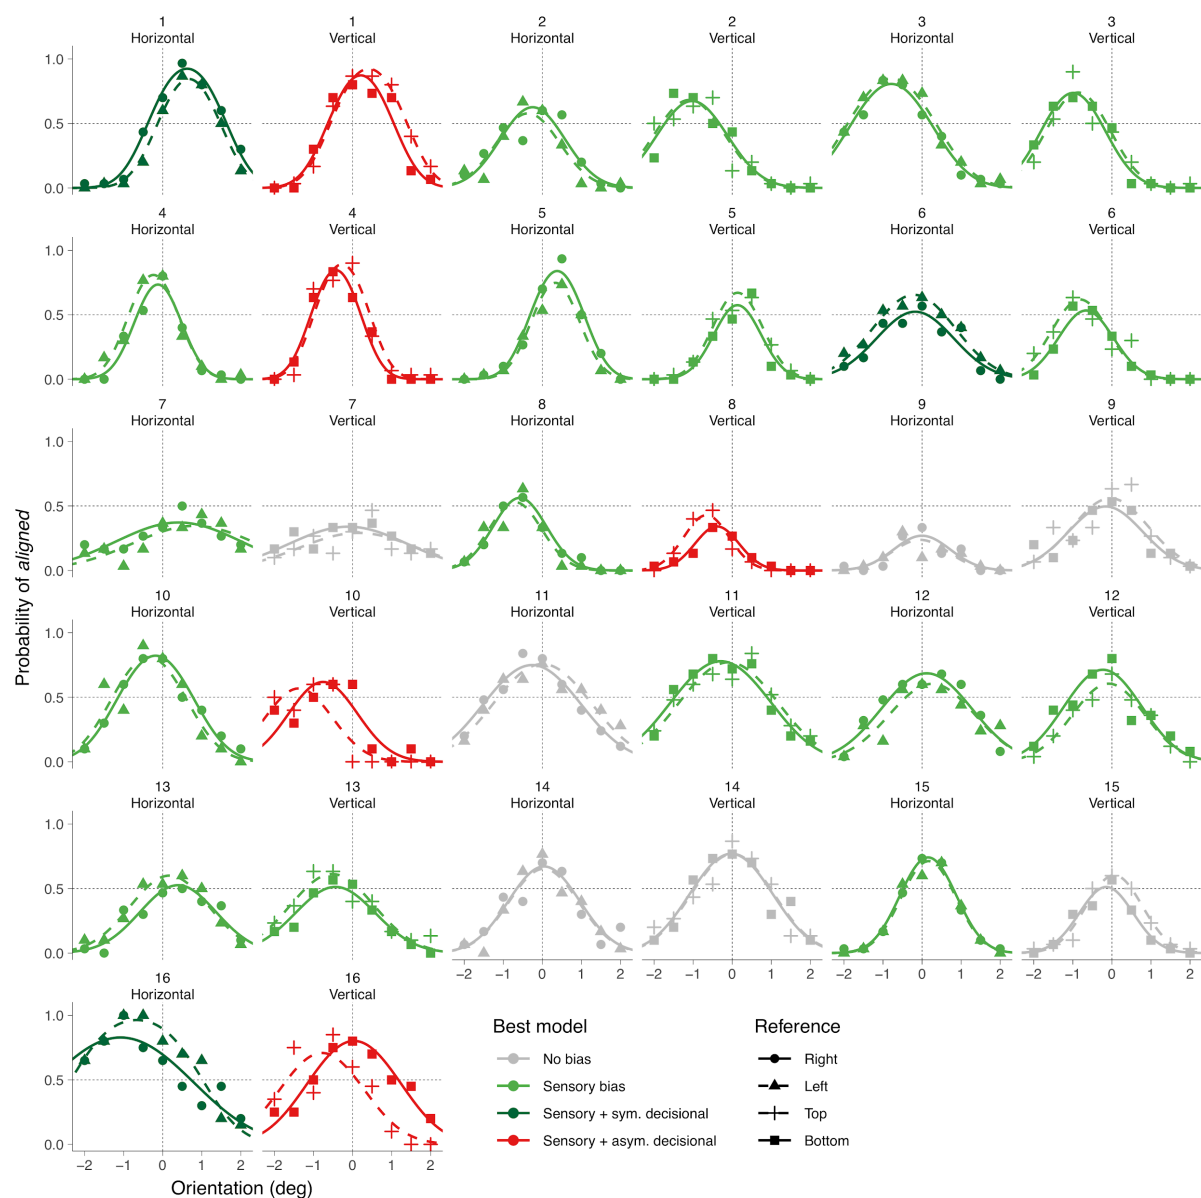 1 1 2 2 3 3
Horizontal Vertical Horizontal Vertical Horizontal Vertical
1.0
0.5
0.0
4 4 5 5 6 6
Horizontal Vertical Horizontal Vertical Horizontal Vertical
1.0
0.5
0.0
7 7 8 8 9 9
Horizontal Vertical Horizontal Vertical Horizontal Vertical
1.0
0.5
0.0
Probability of aligned
10 10 11 11 12 12
Horizontal Vertical Horizontal Vertical Horizontal Vertical
1.0
0.5
0.0
13 13 14 14 15 15
Horizontal Vertical Horizontal Vertical Horizontal Vertical
1.0
0.5
0.0
−2 −1 0 1 2 −2 −1 0 1 2 −2 −1 0 1 2 −2 −1 0 1 2
16 16
Horizontal Vertical
1.0
0.5
0.0
−2 −1 0 1 2 −2 −1 0 1 2
Orientation (deg)
Best model
No bias
Sensory bias
Sensory + sym. decisional
Sensory + asym. decisional
Reference
Right
Left
Top
Bottom